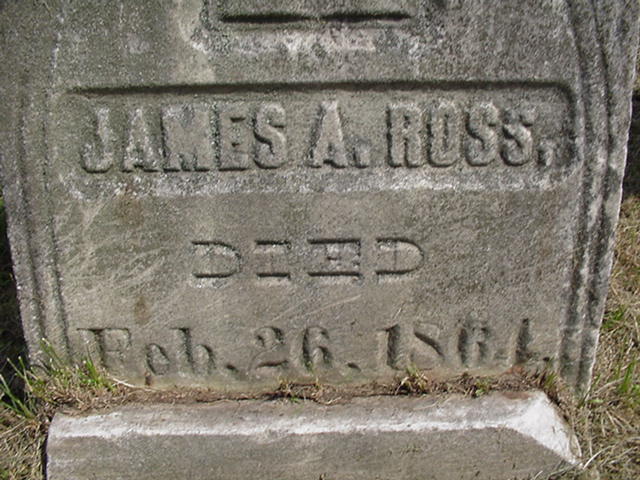 JAMES A. ROSS.
DIED
Feb. 26, 1864.